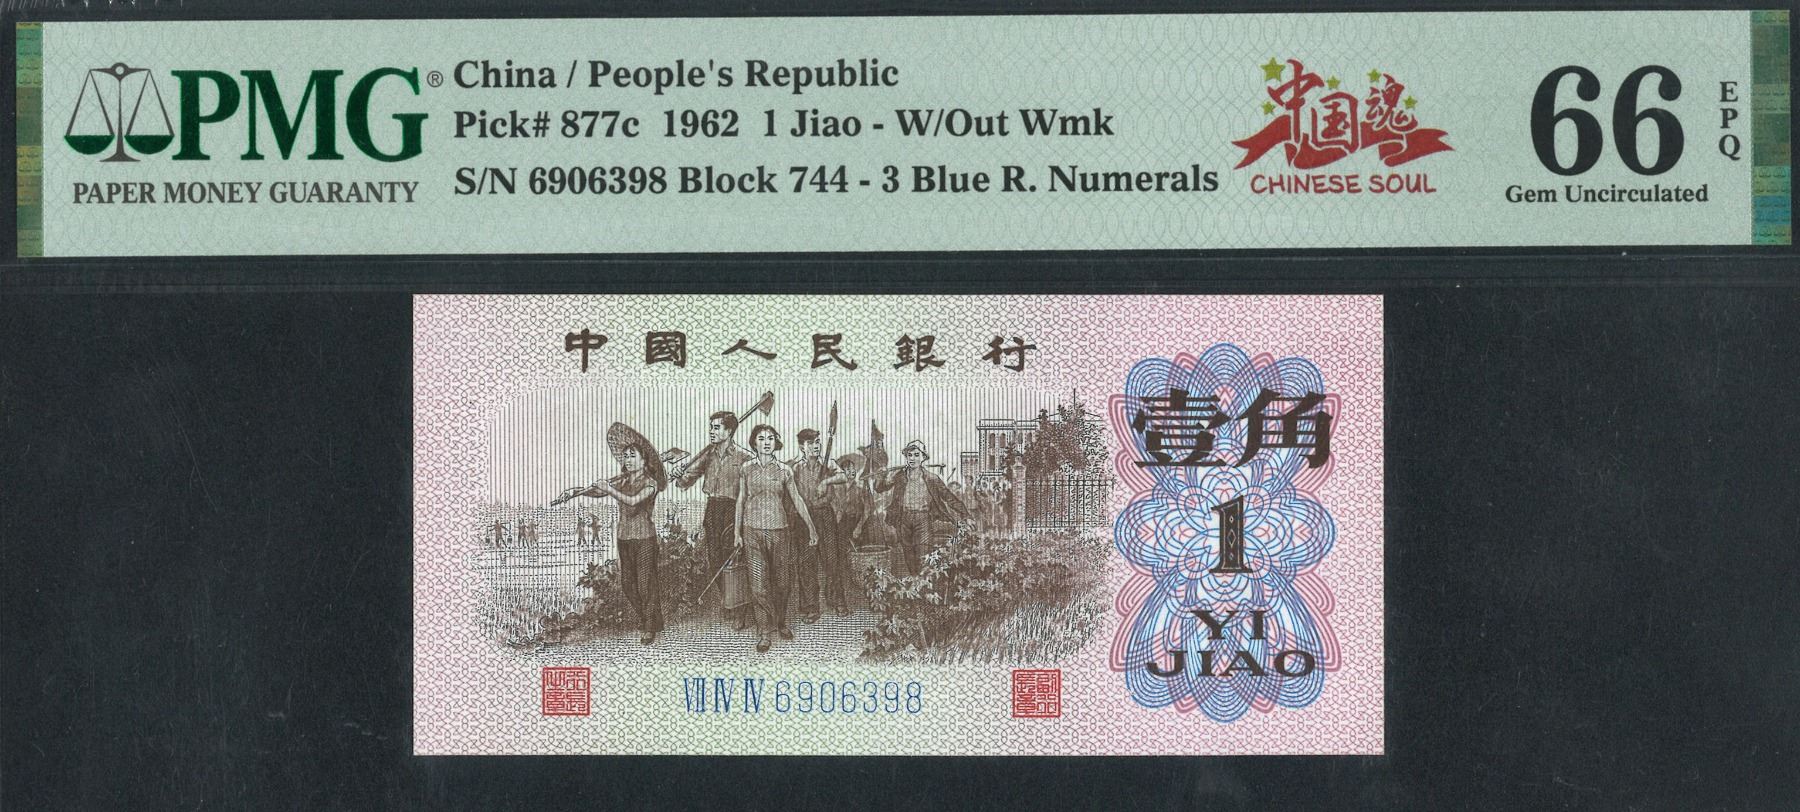 PMG®
PAPER MONEY GUARANTY
China / People's Republic
Pick# 877c 1962 1 Jiao - W/Out Wmk
S/N 6906398 Block 744 - 3 Blue R. Numerals
中国魂
CHINESE SOUL
66
EPQ
Gem Uncirculated
中國人民銀行
壹角
1
YI
JIAO
VII IV IV 6906398